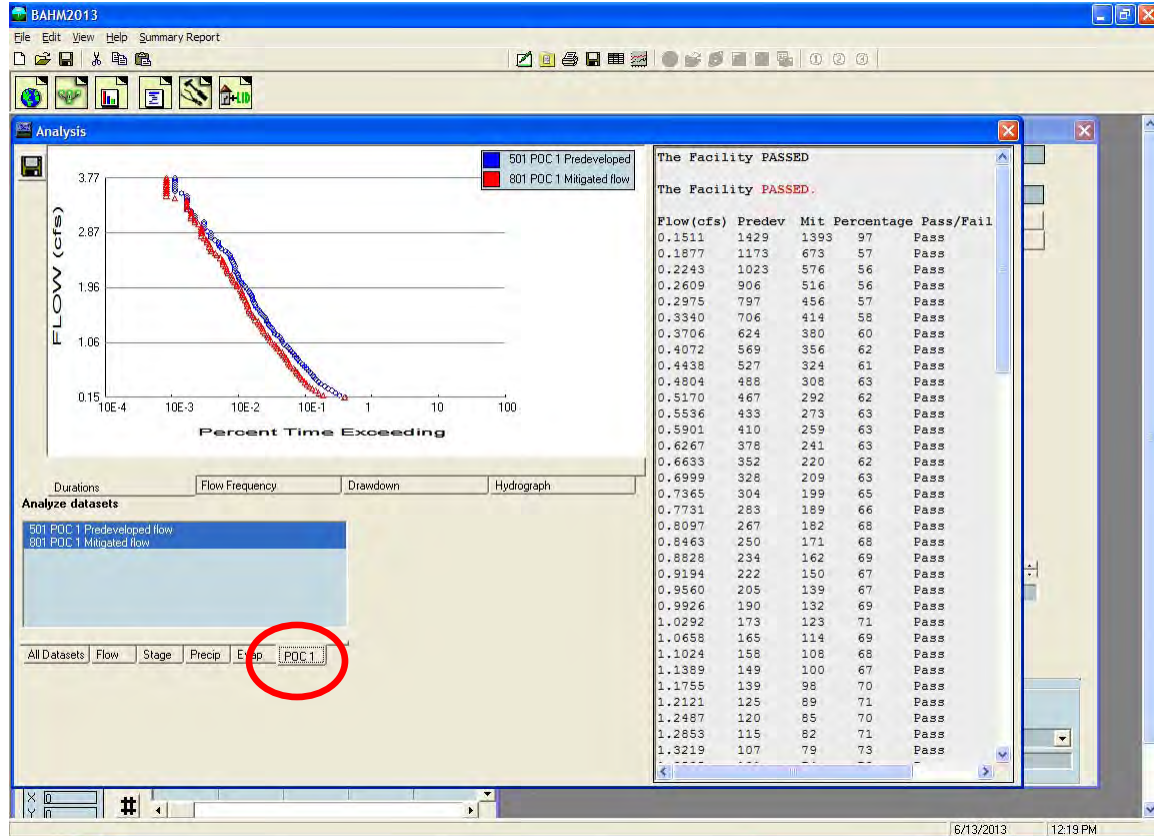 BAHM2013
File Edit View Help Summary Report
① ② ③
+LID
Analysis
501 POC 1 Predeveloped
801 POC 1 Mitigated flow
FLOW (cfs)
3.77
2.87
1.96
1.06
0.15
10E-4 10E-3 10E-2 10E-1 1 10 100
Percent Time Exceeding
Durations Flow Frequency Drawdown Hydrograph
Analyze datasets
501 POC 1 Predeveloped flow
801 POC 1 Mitigated flow
All Datasets Flow Stage Precip Evap POC 1
The Facility PASSED
The Facility PASSED.
Flow(cfs) Predev Mit Percentage Pass/Fail
0.1511 1429 1393 97 Pass
0.1877 1173 673 57 Pass
0.2243 1023 576 56 Pass
0.2609 906 516 56 Pass
0.2975 797 456 57 Pass
0.3340 706 414 58 Pass
0.3706 624 380 60 Pass
0.4072 569 356 62 Pass
0.4438 527 324 61 Pass
0.4804 488 308 63 Pass
0.5170 467 292 62 Pass
0.5536 433 273 63 Pass
0.5901 410 259 63 Pass
0.6267 378 241 63 Pass
0.6633 352 220 62 Pass
0.6999 328 209 63 Pass
0.7365 304 199 65 Pass
0.7731 283 189 66 Pass
0.8097 267 182 68 Pass
0.8463 250 171 68 Pass
0.8828 234 162 69 Pass
0.9194 222 150 67 Pass
0.9560 205 139 67 Pass
0.9926 190 132 69 Pass
1.0292 173 123 71 Pass
1.0658 165 114 69 Pass
1.1024 158 108 68 Pass
1.1389 149 100 67 Pass
1.1755 139 98 70 Pass
1.2121 125 89 71 Pass
1.2487 120 85 70 Pass
1.2853 115 82 71 Pass
1.3219 107 79 73 Pass
X 0
#
Y 0
6/13/2013 12:19 PM